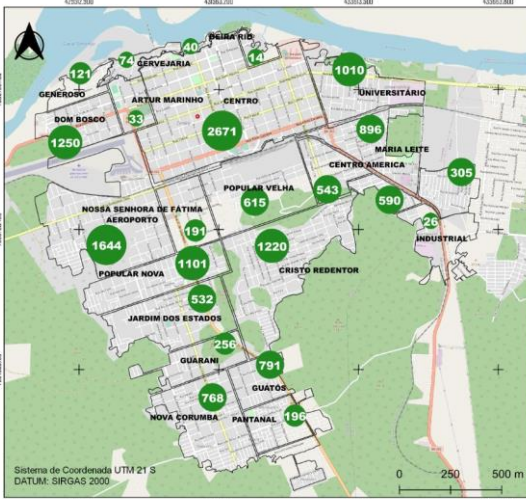 BEIRA RIO
40
14
74
CERVEJARIA
121
GENEROSO
1010
UNIVERSITÁRIO
ARTUR MARINHO
CENTRO
33
DOM BOSCO
1250
2671
896
MARIA LEITE
CENTRO AMERICA
305
POPULAR VELHA
543
615
590
NOSSA SENHORA DE FÁTIMA
AEROPORTO
191
26
INDUSTRIAL
1644
1220
1101
POPULAR NOVA
CRISTO REDENTOR
532
JARDIM DOS ESTADOS
256
GUARANI
791
GUATÓS
768
NOVA CORUMBA
PANTANAL
196
Sistema de Coordenada UTM 21 S
DATUM: SIRGAS 2000
0 250 500 m